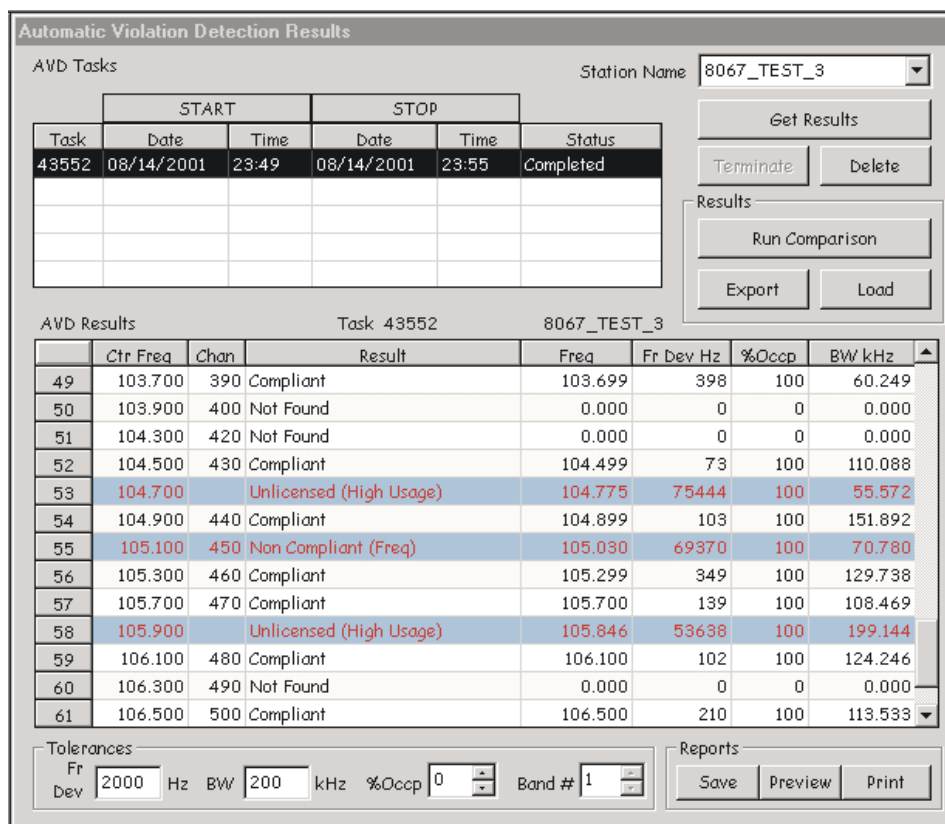 Automatic Violation Detection Results
AVD Tasks
Station Name 8067_TEST_3
START STOP
Task Date Time Date Time Status
43552 08/14/2001 23:49 08/14/2001 23:55 Completed
Get Results
Terminate Delete
Results
Run Comparison
Export Load
AVD Results Task 43552 8067_TEST_3
Ctr Freq Chan Result Freq Fr Dev Hz %Occp BW kHz
49 103.700 390 Compliant 103.699 398 100 60.249
50 103.900 400 Not Found 0.000 0 0 0.000
51 104.300 420 Not Found 0.000 0 0 0.000
52 104.500 430 Compliant 104.499 73 100 110.088
53 104.700 Unlicensed (High Usage) 104.775 75444 100 55.572
54 104.900 440 Compliant 104.899 103 100 151.892
55 105.100 450 Non Compliant (Freq) 105.030 69370 100 70.780
56 105.300 460 Compliant 105.299 349 100 129.738
57 105.700 470 Compliant 105.700 139 100 108.469
58 105.900 Unlicensed (High Usage) 105.846 53638 100 199.144
59 106.100 480 Compliant 106.100 102 100 124.246
60 106.300 490 Not Found 0.000 0 0 0.000
61 106.500 500 Compliant 106.500 210 100 113.533
Tolerances
Fr Dev 2000 Hz BW 200 kHz %Occp 0 Band # 1
Reports
Save Preview Print